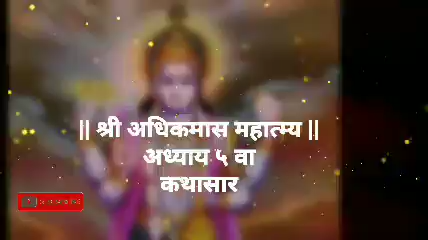 || श्री अधिकमास महात्म्य ||
अध्याय ५ वा
कथासार